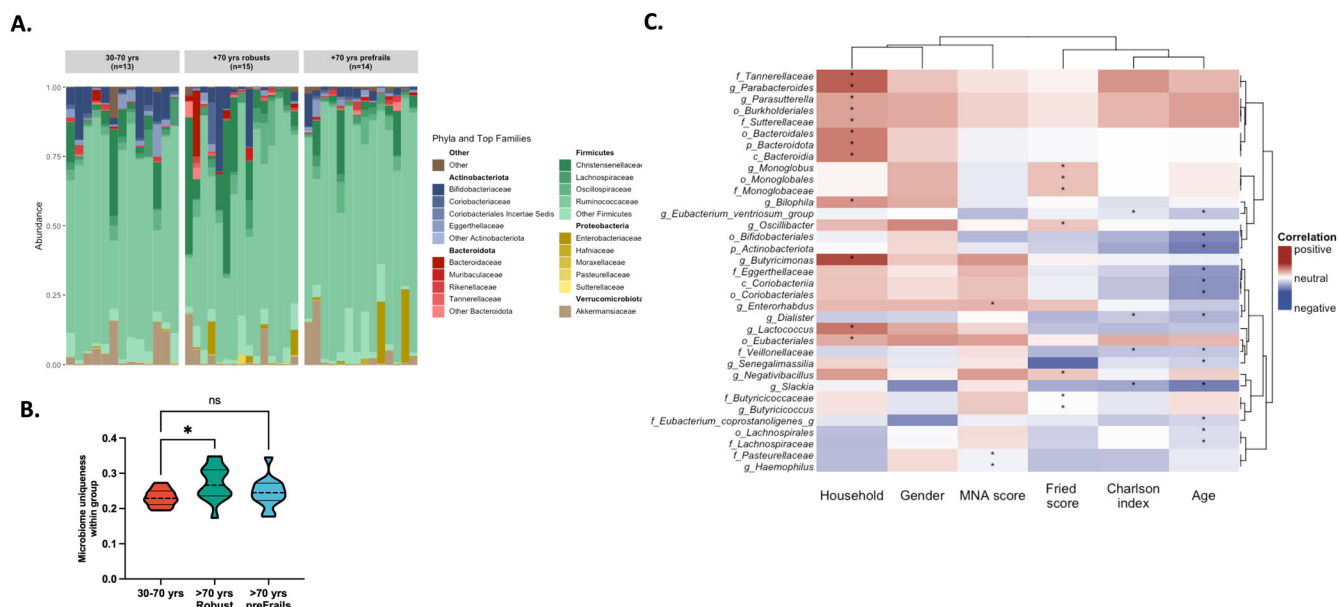 A.
30-70 yrs
(n=13)
+70 yrs robusts
(n=15)
+70 yrs prefrails
(n=14)
1.00
0.75
0.50
0.25
0.00
Abundance
Phyla and Top Families
Other
Other
Actinobacteriota
Bifidobacteriaceae
Coriobacteriaceae
Coriobacteriales Incertae Sedis
Eggerthellaceae
Other Actinobacteriota
Bacteroidota
Bacteroidaceae
Muribaculaceae
Rikenellaceae
Tannerellaceae
Other Bacteroidota
Firmicutes
Christensenellaceae
Lachnospiraceae
Oscillospiraceae
Ruminococcaceae
Other Firmicutes
Proteobacteria
Enterobacteriaceae
Hafniaceae
Moraxellaceae
Pasteurellaceae
Sutterellaceae
Verrucomicrobiota
Akkermansiaceae
B.
ns
*
0.4
0.3
0.2
0.1
0.0
Microbiome uniqueness
within group
30-70 yrs
>70 yrs
Robust
>70 yrs
preFrails
C.
f_Tannerellaceae
g_Parabacteroides
g_Parasutterella
o_Burkholderiales
f_Sutterellaceae
o_Bacteroidales
p_Bacteroidota
c_Bacteroidia
g_Monoglobus
o_Monoglobales
f_Monoglobaceae
g_Bilophila
g_Eubacterium_ventriosum_group
g_Oscillibacter
o_Bifidobacteriales
p_Actinobacteriota
g_Butyricimonas
f_Eggerthellaceae
c_Coriobacteriia
o_Coriobacteriales
g_Enterorhabdus
g_Dialister
g_Lactococcus
o_Eubacteriales
f_Veillonellaceae
g_Senegalimassilia
g_Negativibacillus
g_Slackia
f_Butyricicoccaceae
g_Butyricicoccus
f_Eubacterium_coprostanoligenes_g
o_Lachnospirales
f_Lachnospiraceae
f_Pasteurellaceae
g_Haemophilus
Household
Gender
MNA score
Fried
score
Charlson
index
Age
Correlation
positive
neutral
negative